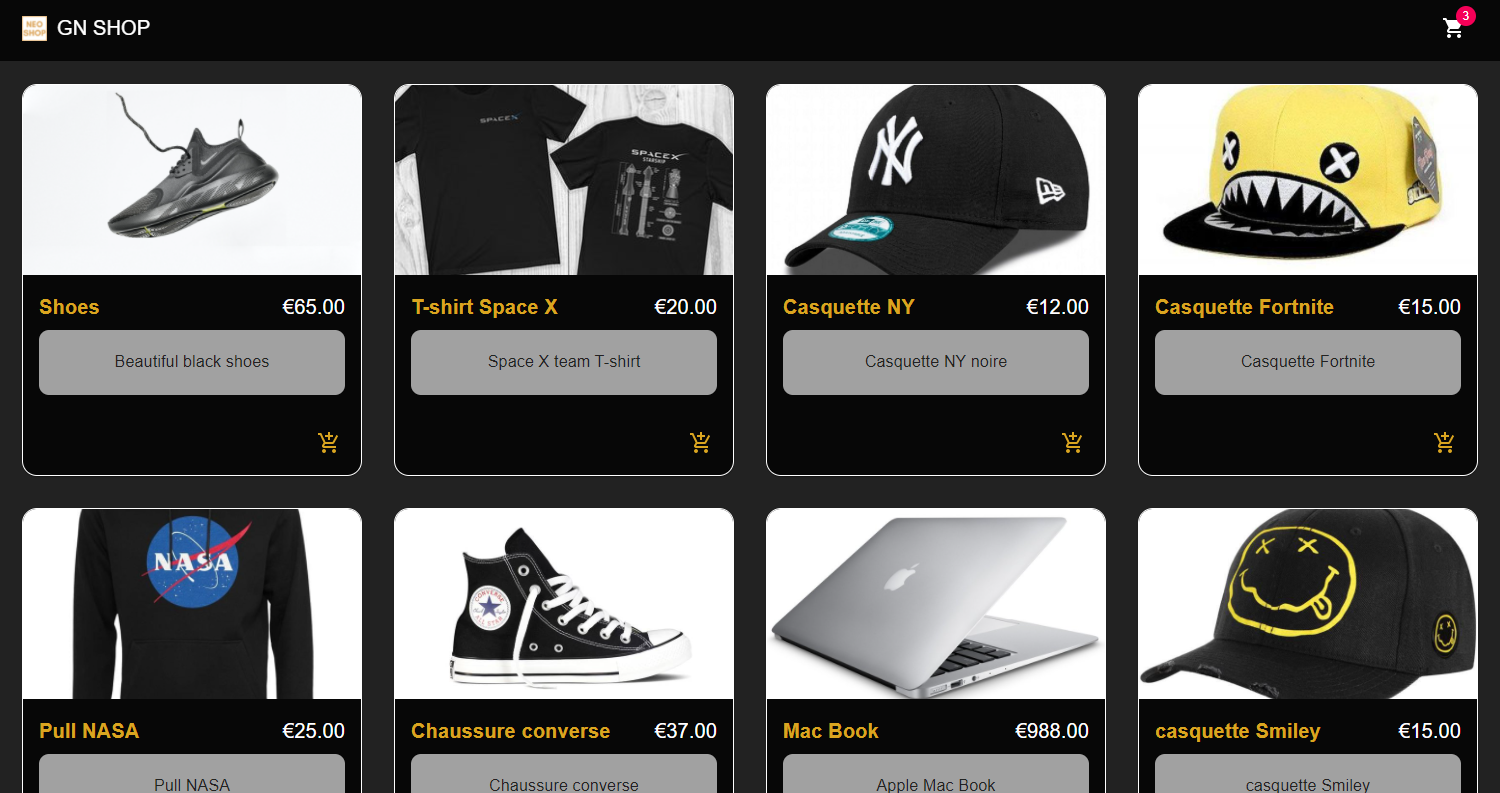 NEO
SHOP
GN SHOP
3
SPACEX
SPACEX
STARSHIP
NY
NE
X X
Shoes €65.00
T-shirt Space X €20.00
Casquette NY €12.00
Casquette Fortnite €15.00
Beautiful black shoes
Space X team T-shirt
Casquette NY noire
Casquette Fortnite
NASA
CONVERSE
ALL STAR
Pull NASA €25.00
Chaussure converse €37.00
Mac Book €988.00
casquette Smiley €15.00
Pull NASA
Chaussure converse
Apple Mac Book
casquette Smiley